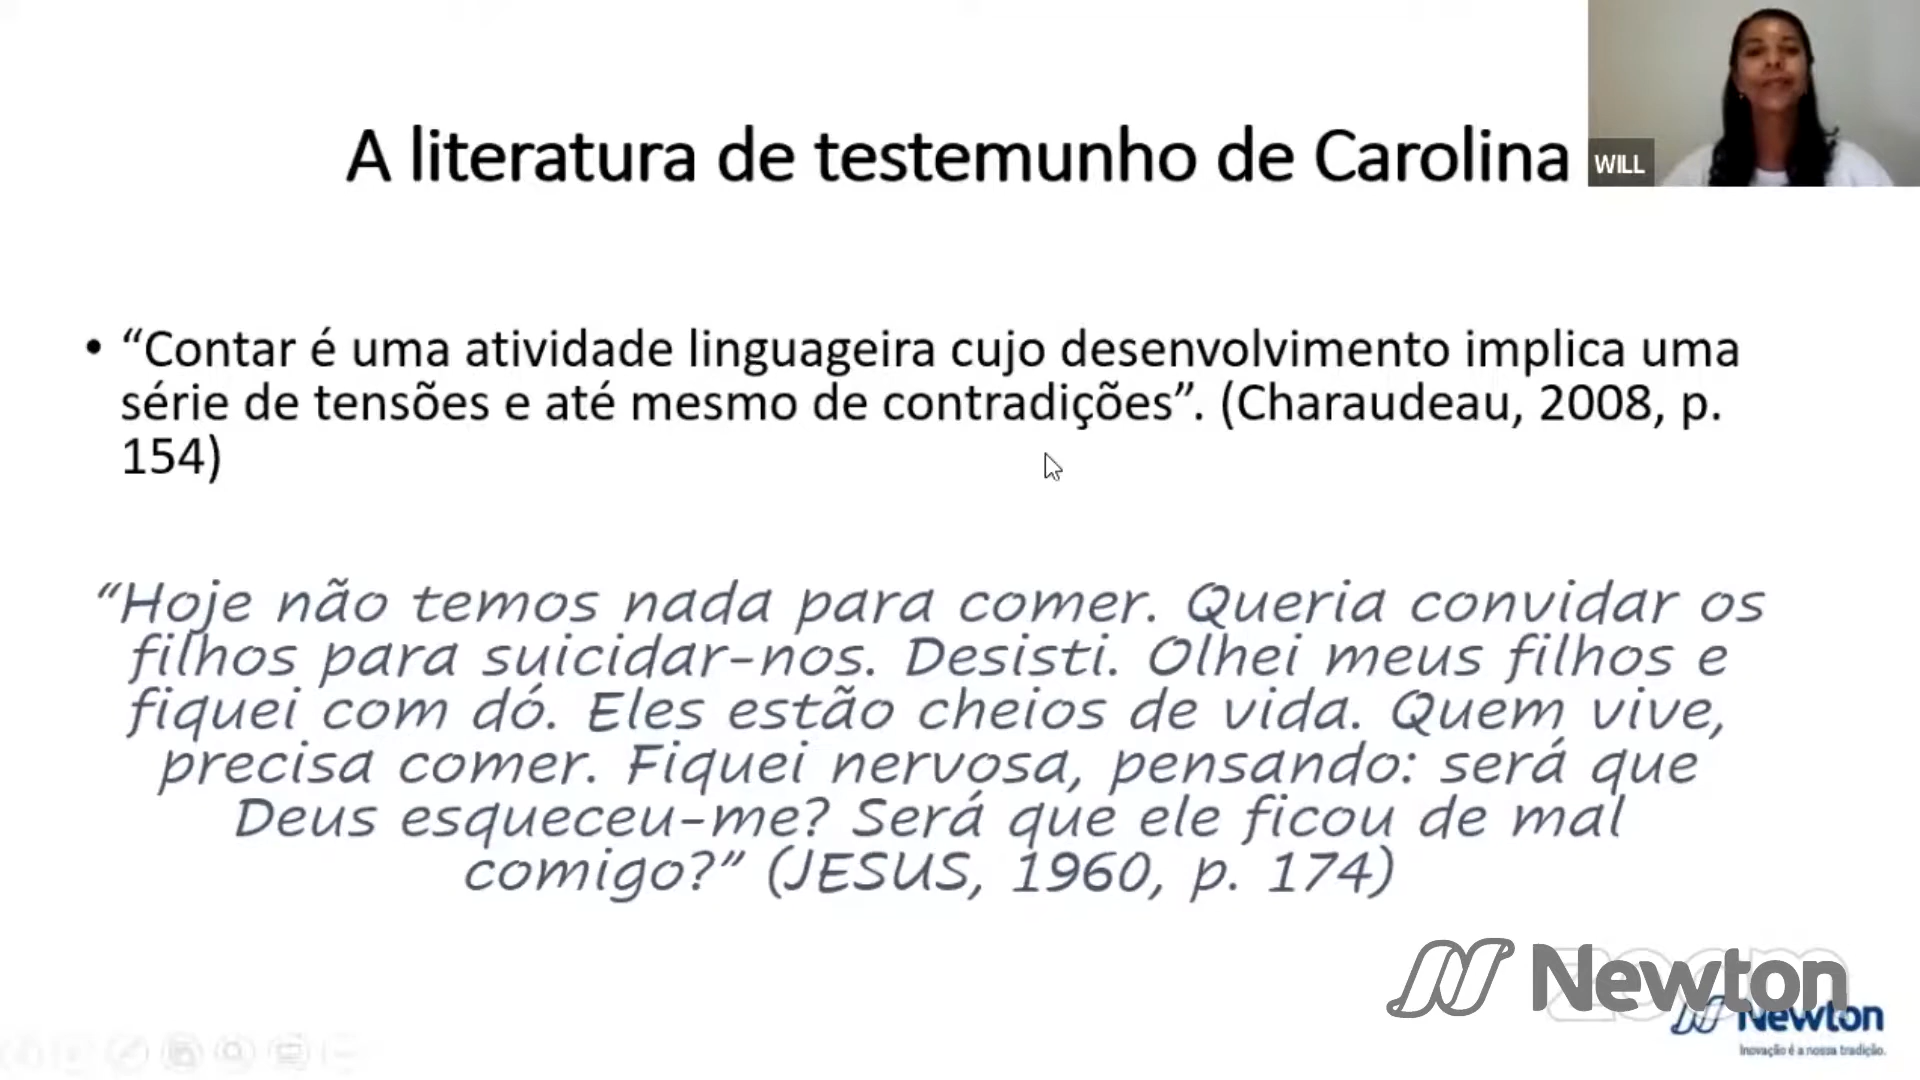 A literatura de testemunho de Carolina
WILL
• “Contar é uma atividade linguageira cujo desenvolvimento implica uma
série de tensões e até mesmo de contradições”. (Charaudeau, 2008, p.
154)
“Hoje não temos nada para comer. Queria convidar os
filhos para suicidar-nos. Desisti. Olhei meus filhos e
fiquei com dó. Eles estão cheios de vida. Quem vive,
precisa comer. Fiquei nervosa, pensando: será que
Deus esqueceu-me? Será que ele ficou de mal
comigo?” (JESUS, 1960, p. 174)
zoom
Newton
Newton
Inovação é a nossa tradição.